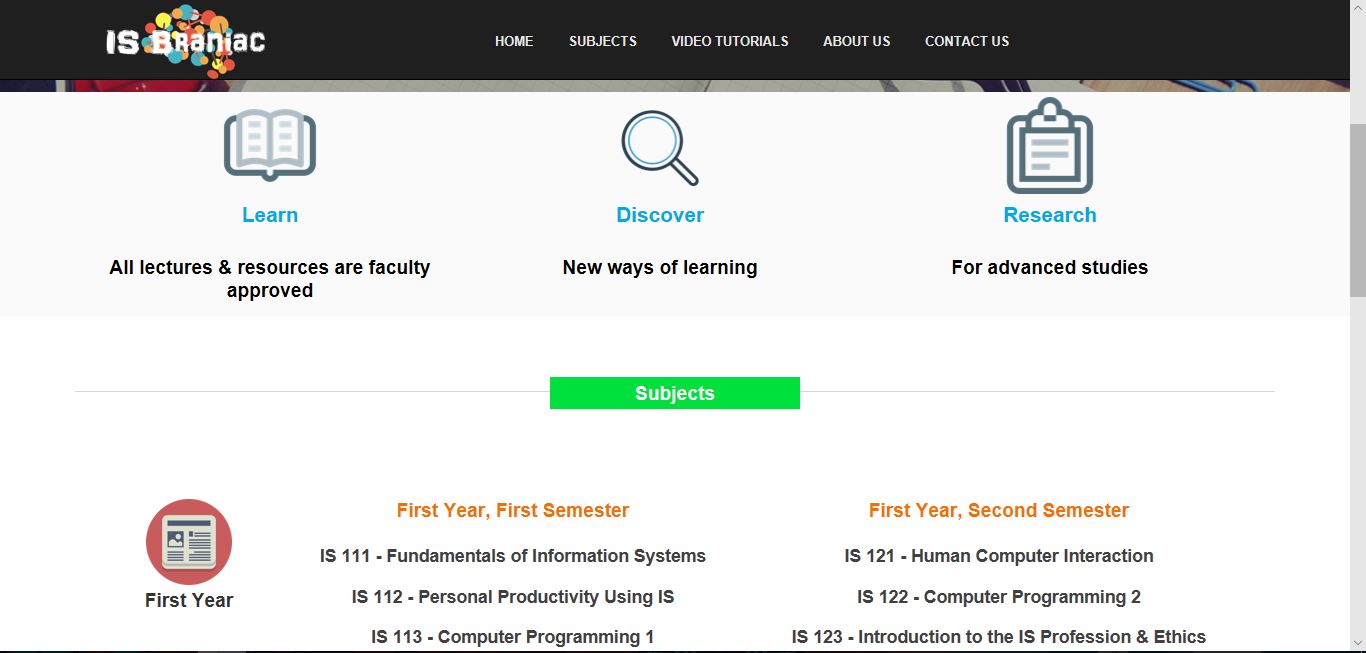 IS Braniac
HOME SUBJECTS VIDEO TUTORIALS ABOUT US CONTACT US
Learn
All lectures & resources are faculty
approved
Discover
New ways of learning
Research
For advanced studies
Subjects
First Year
First Year, First Semester
IS 111 - Fundamentals of Information Systems
IS 112 - Personal Productivity Using IS
IS 113 - Computer Programming 1
First Year, Second Semester
IS 121 - Human Computer Interaction
IS 122 - Computer Programming 2
IS 123 - Introduction to the IS Profession & Ethics